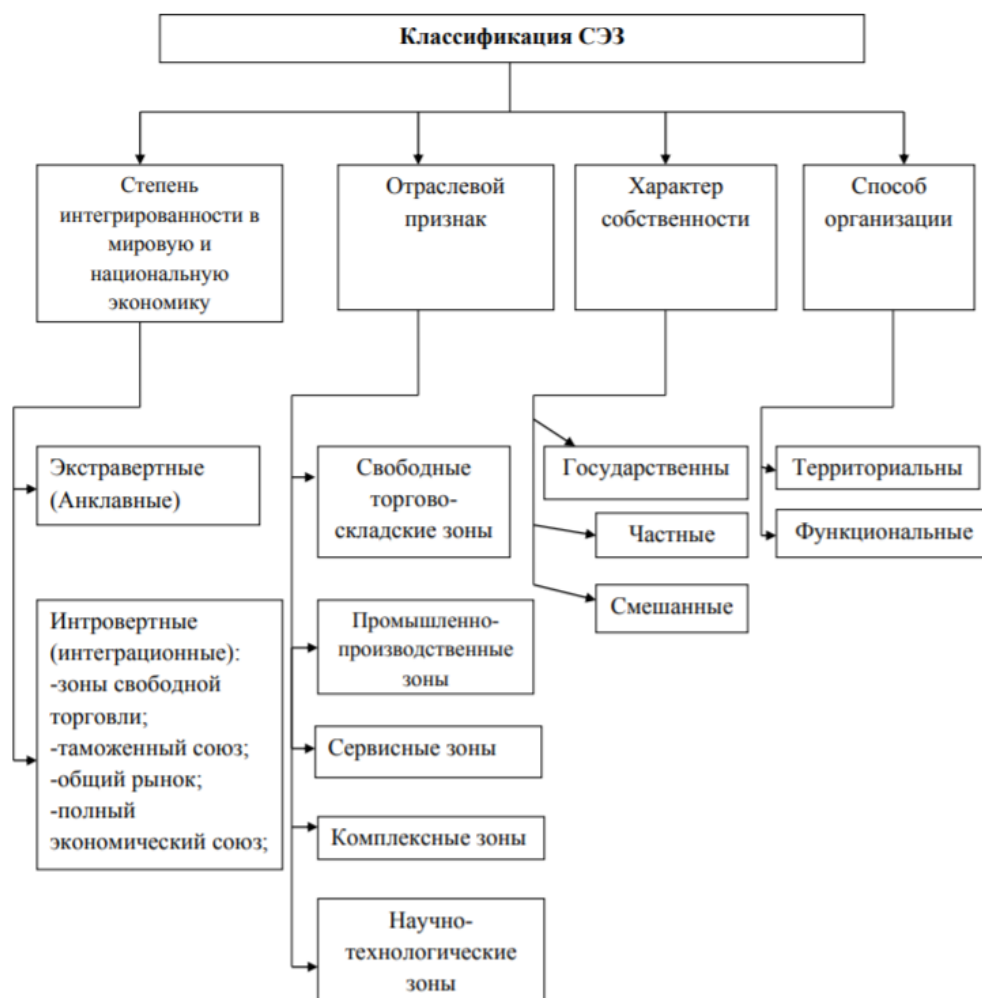 Классификация СЭЗ
Степень
интегрированности в
мировую и
национальную
экономику
Отраслевой
признак
Характер
собственности
Способ
организации
Экстравертные
(Анклавные)
Интровертные
(интеграционные):
-зоны свободной
торговли;
-таможенный союз;
-общий рынок;
-полный
экономический союз;
Свободные
торгово-
складские зоны
Промышленно-
производственные
зоны
Сервисные зоны
Комплексные зоны
Научно-
технологические
зоны
Государственны
Частные
Смешанные
Территориальны
Функциональные